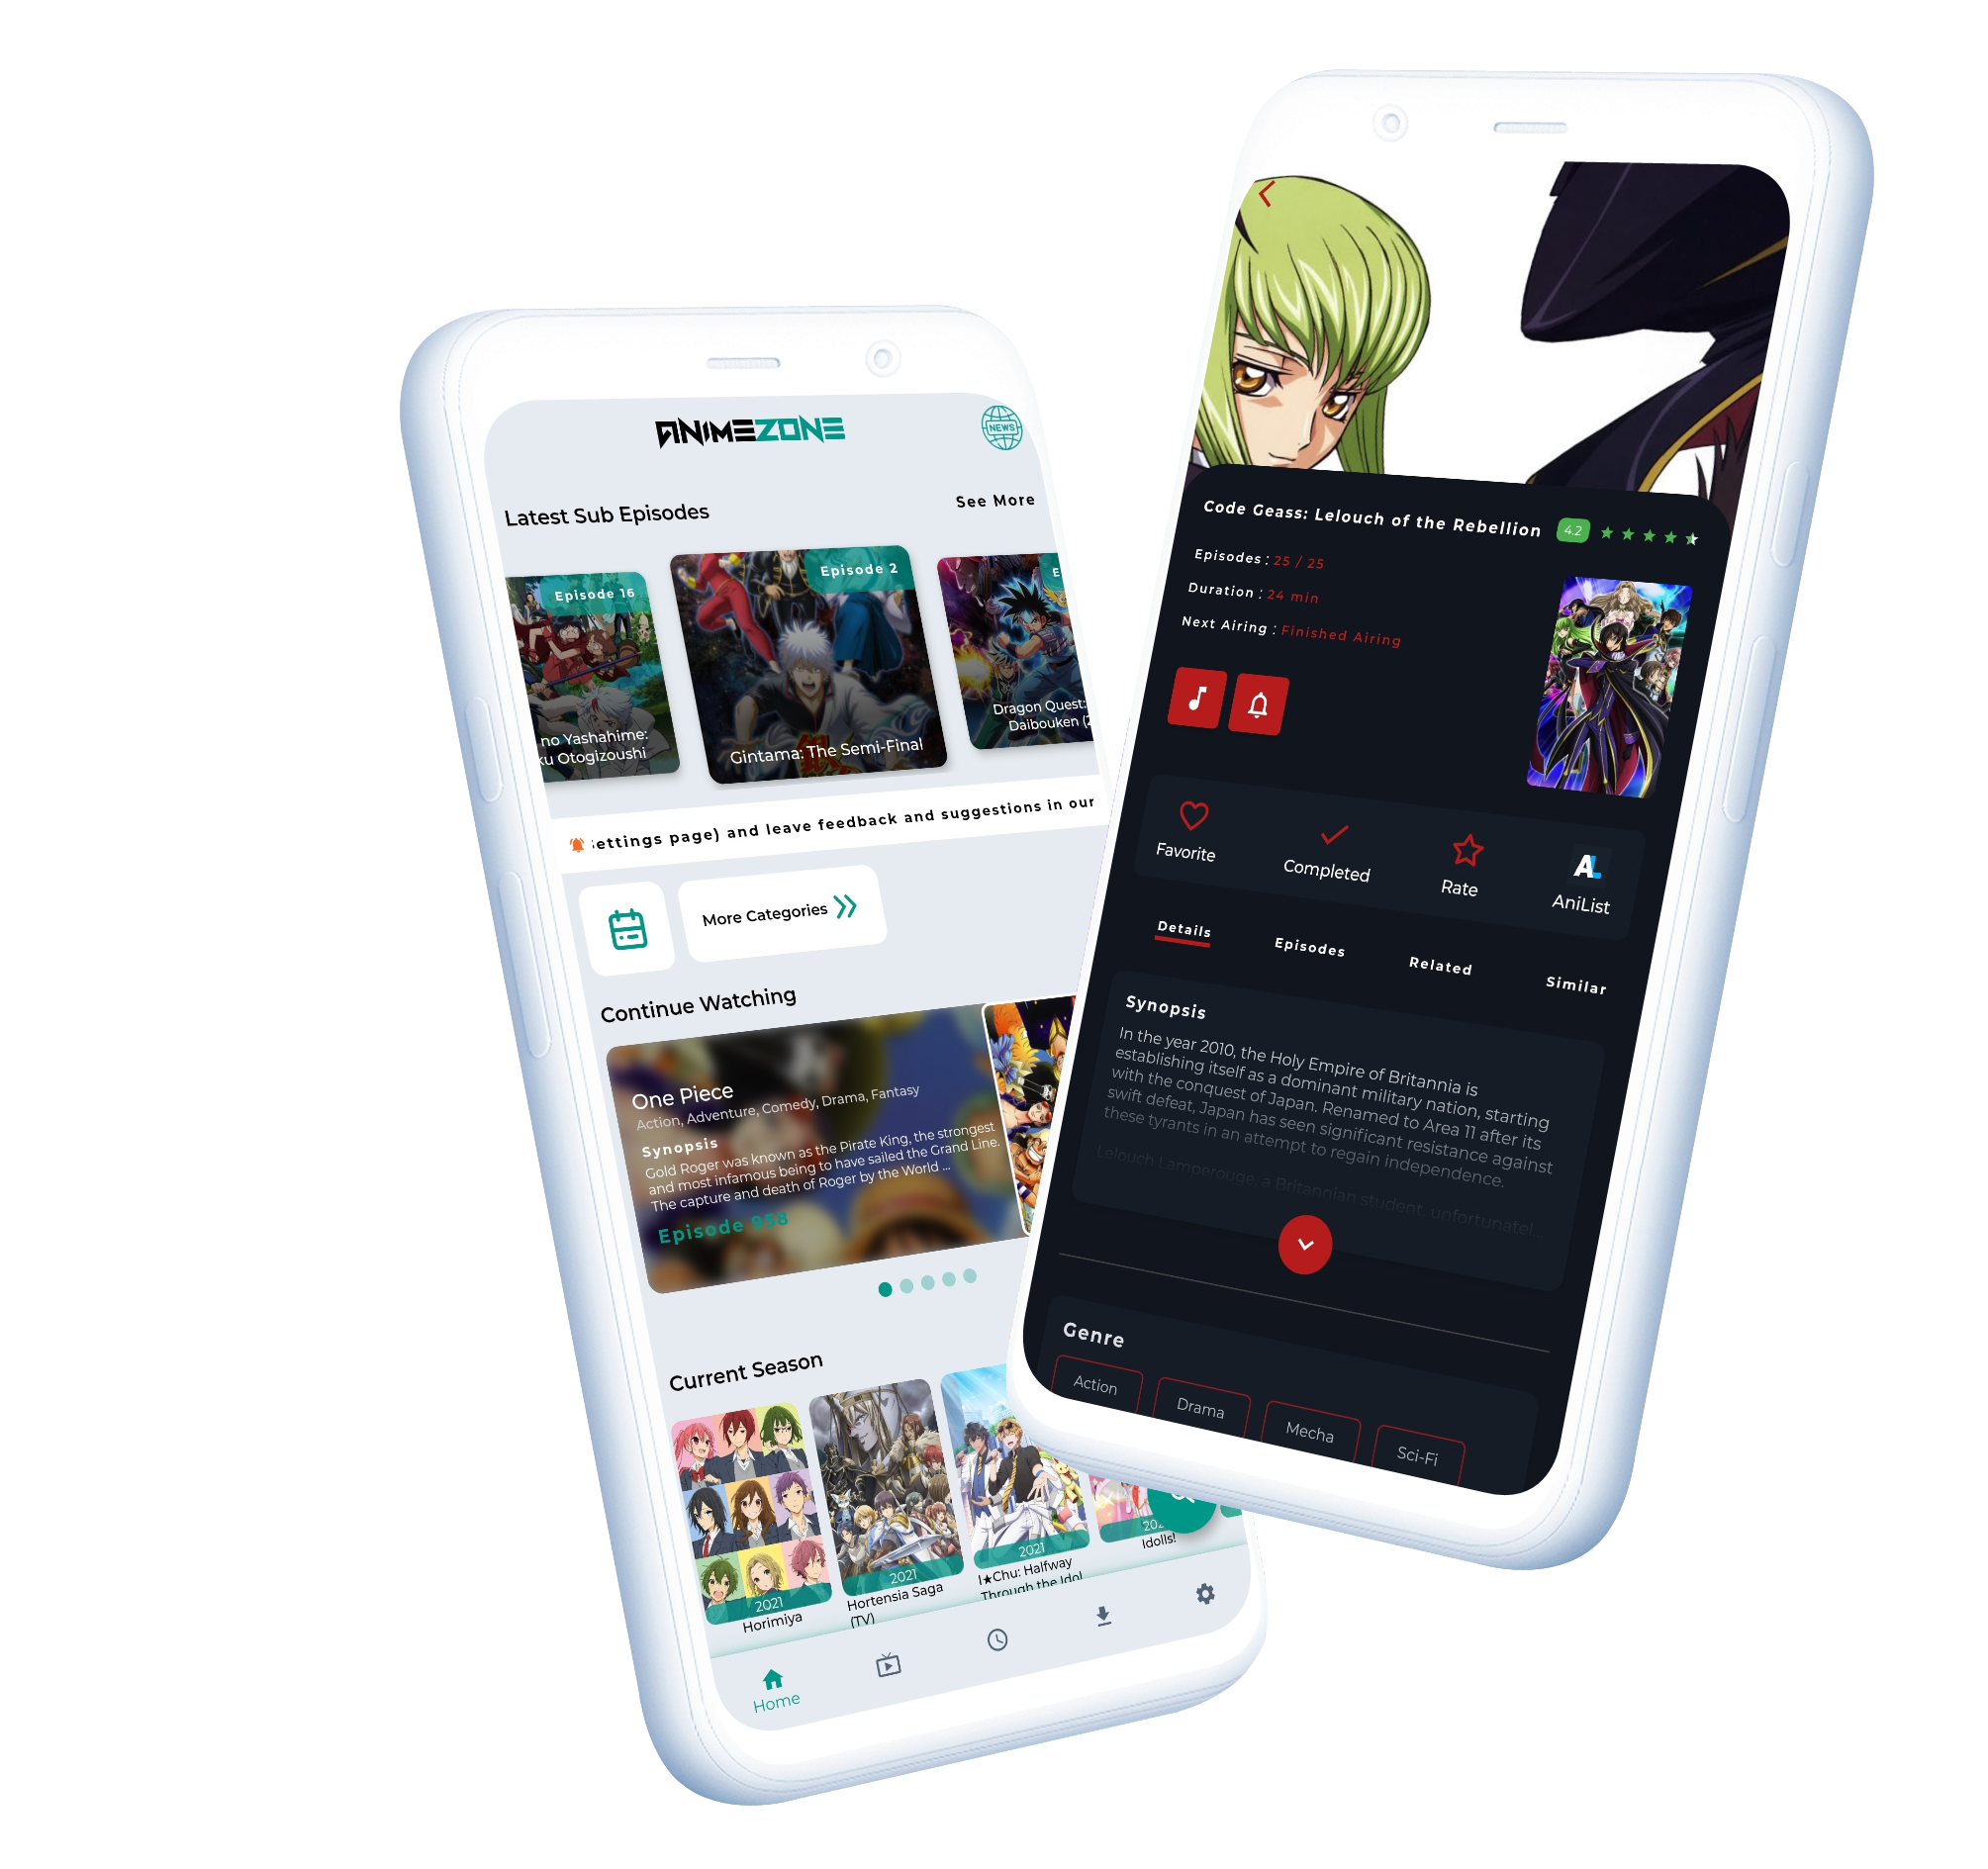 ANIMEZONE
NEWS
Latest Sub Episodes
See More
Episode 16
no Yashahime:
ku Otogizoushi
Episode 2
Gintama: The Semi-Final
E
Dragon Quest:
Daibouken (2
ettings page) and leave feedback and suggestions in our
More Categories
Continue Watching
One Piece
Action, Adventure, Comedy, Drama, Fantasy
Synopsis
Gold Roger was known as the Pirate King, the strongest
and most infamous being to have sailed the Grand Line.
The capture and death of Roger by the World ...
Episode 958
Current Season
2021
Horimiya
2021
Hortensia Saga
(TV)
2021
I★Chu: Halfway
Through the Idol
202
Idolls!
Home
Code Geass: Lelouch of the Rebellion
4.2
Episodes : 25 / 25
Duration : 24 min
Next Airing : Finished Airing
Favorite
Completed
Rate
AL
AniList
Details
Episodes
Related
Similar
Synopsis
In the year 2010, the Holy Empire of Britannia is
establishing itself as a dominant military nation, starting
with the conquest of Japan. Renamed to Area 11 after its
swift defeat, Japan has seen significant resistance against
these tyrants in an attempt to regain independence.
Lelouch Lamperouge, a Britannian student, unfortunatel...
Genre
Action
Drama
Mecha
Sci-Fi